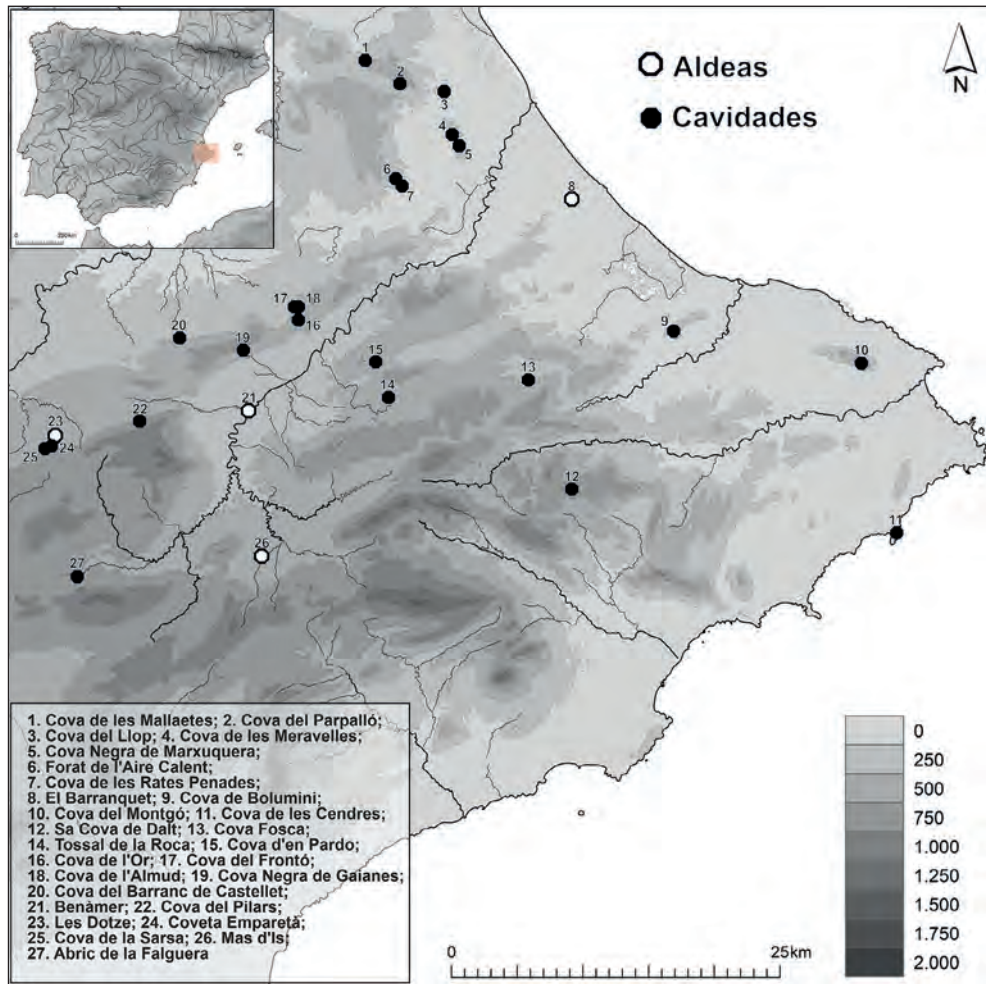 Aldeas
Cavidades
N
1
2
3
4
5
6
7
8
17
18
16
20
19
15
9
10
14
13
21
22
23
24
25
12
11
26
27
1. Cova de les Mallaetes; 2. Cova del Parpalló;
3. Cova del Llop; 4. Cova de les Meravelles;
5. Cova Negra de Marxuquera;
6. Forat de l'Aire Calent;
7. Cova de les Rates Penades;
8. El Barranquet; 9. Cova de Bolumini;
10. Cova del Montgó; 11. Cova de les Cendres;
12. Sa Cova de Dalt; 13. Cova Fosca;
14. Tossal de la Roca; 15. Cova d'en Pardo;
16. Cova de l'Or; 17. Cova del Frontó;
18. Cova de l'Almud; 19. Cova Negra de Gaianes;
20. Cova del Barranc de Castellet;
21. Benàmer; 22. Cova del Pilars;
23. Les Dotze; 24. Coveta Emparetà;
25. Cova de la Sarsa; 26. Mas d'Is;
27. Abric de la Falguera
0 25km
0
250
500
750
1.000
1.250
1.500
1.750
2.000